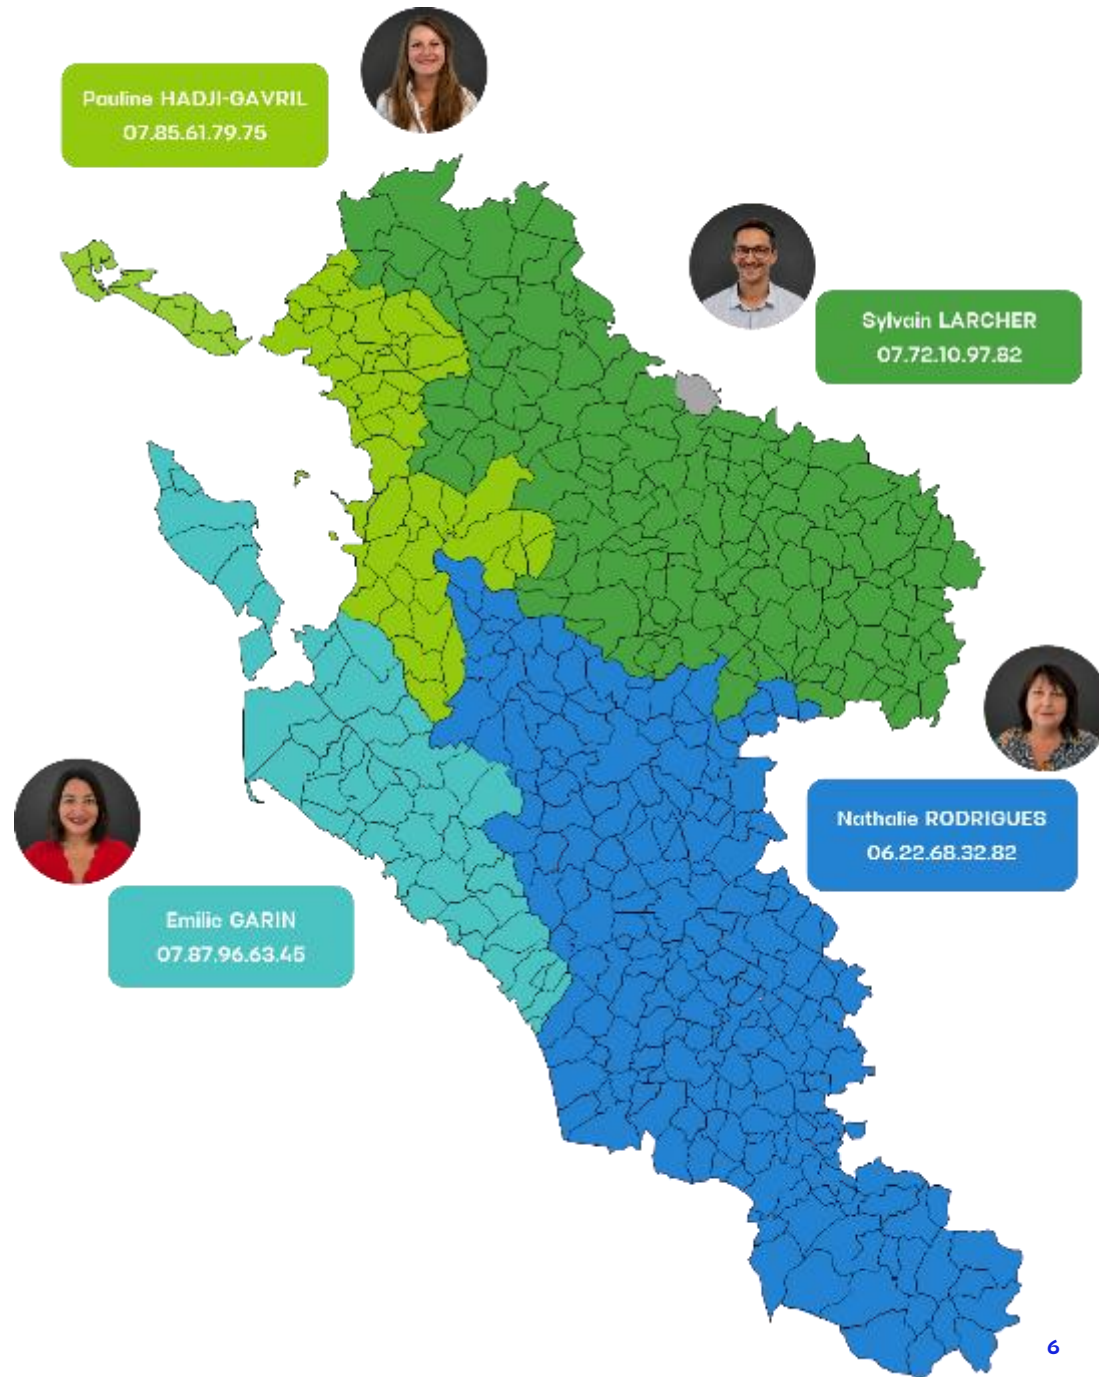 Pauline HADJI-GAVRIL
07.85.61.79.75
Sylvain LARCHER
07.72.10.97.82
Nathalie RODRIGUES
06.22.68.32.82
Emilie GARIN
07.87.96.63.45
6